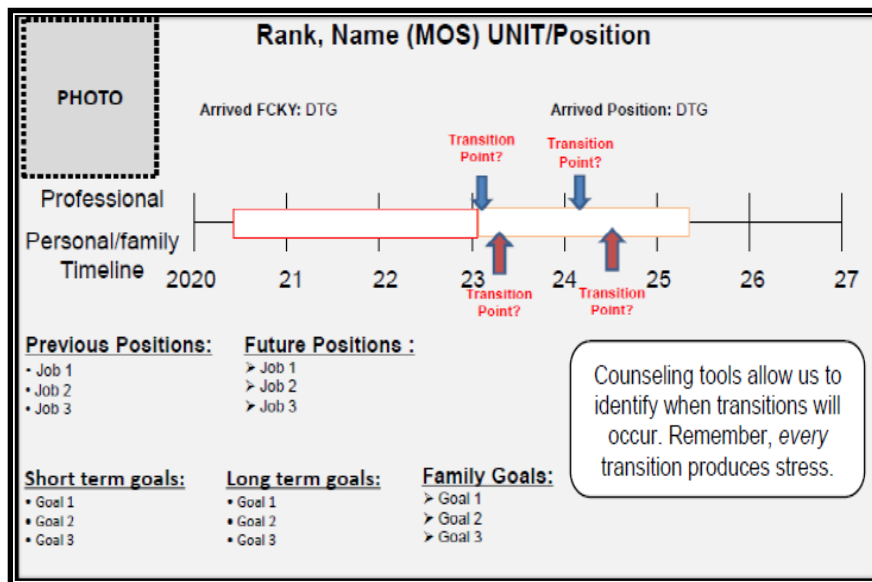 Rank, Name (MOS) UNIT/Position
PHOTO
Arrived FCKY: DTG
Arrived Position: DTG
Transition
Point?
Transition
Point?
Professional
Personal/family
Timeline
2020 21 22 23 24 25 26 27
Transition
Point?
Transition
Point?
Previous Positions:
• Job 1
• Job 2
• Job 3
Future Positions :
➢ Job 1
➢ Job 2
➢ Job 3
Counseling tools allow us to
identify when transitions will
occur. Remember, every
transition produces stress.
Short term goals:
• Goal 1
• Goal 2
• Goal 3
Long term goals:
• Goal 1
• Goal 2
• Goal 3
Family Goals:
➢ Goal 1
➢ Goal 2
➢ Goal 3